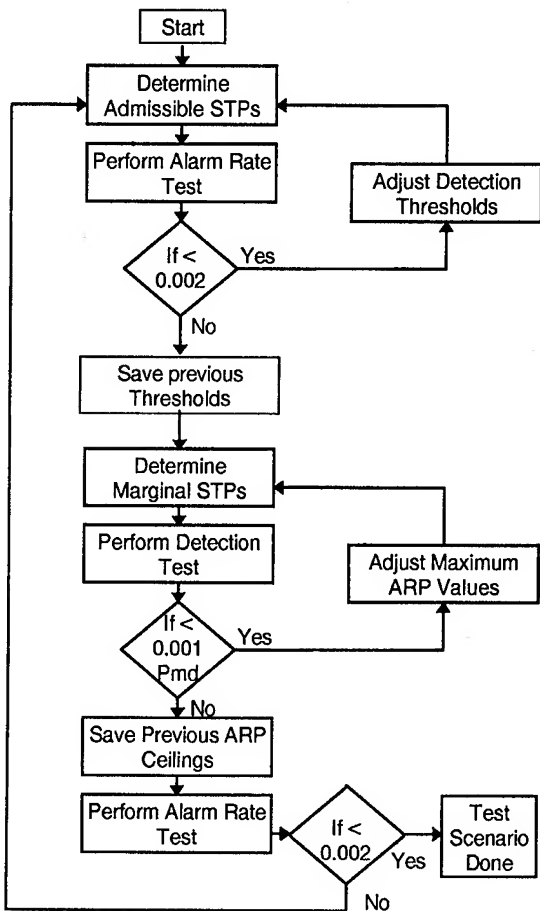 Start
Determine
Admissible STPs
Perform Alarm Rate
Test
Adjust Detection
Thresholds
If <
0.002
Yes
No
Save previous
Thresholds
Determine
Marginal STPs
Perform Detection
Test
Adjust Maximum
ARP Values
If <
0.001
Pmd
Yes
No
Save Previous ARP
Ceilings
Perform Alarm Rate
Test
If <
0.002
Yes
No
Test
Scenario
Done